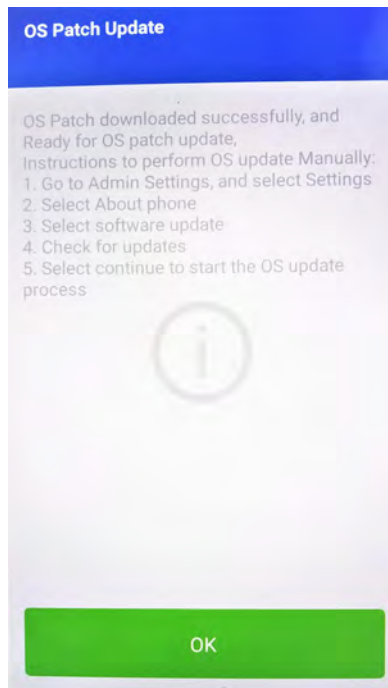 OS Patch Update
OS Patch downloaded successfully, and
Ready for OS patch update,
Instructions to perform OS update Manually:
1. Go to Admin Settings, and select Settings
2. Select About phone
3. Select software update
4. Check for updates
5. Select continue to start the OS update
process
i
OK